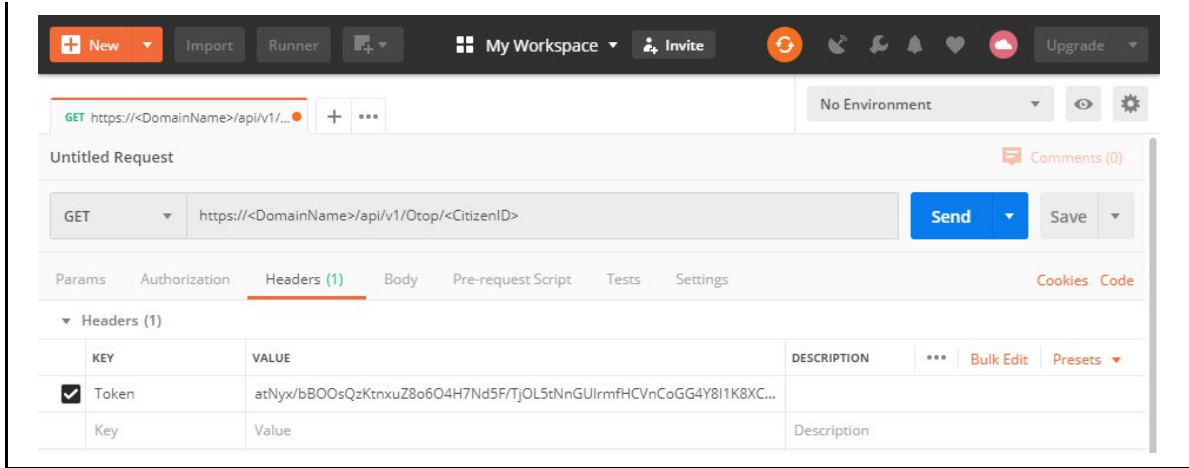 New Import Runner My Workspace Invite Upgrade
GET https://<DomainName>/api/v1/... + ••• No Environment
Untitled Request Comments (0)
GET https://<DomainName>/api/v1/Otop/<CitizenID> Send Save
Params Authorization Headers (1) Body Pre-request Script Tests Settings Cookies Code
Headers (1)
KEY VALUE DESCRIPTION ••• Bulk Edit Presets
Token atNyx/bBOOsQzKtnxuZ8o6O4H7Nd5F/TjOL5tNnGUlrmfHCVnCoGG4Y8I1K8XC...
Key Value Description